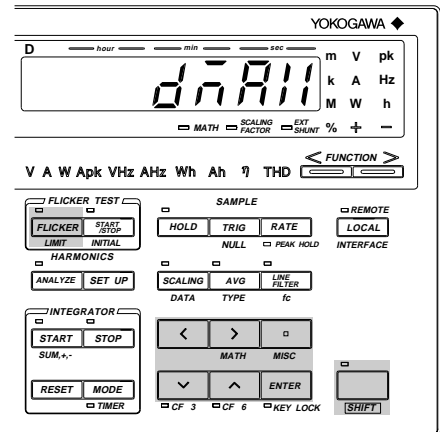 YOKOGAWA ◆
D hour min sec m V pk
dn̄AII
k A Hz
M W h
MATH SCALING FACTOR EXT SHUNT % + −
V A W Apk VHz AHz Wh Ah η THD < FUNCTION >
FLICKER TEST SAMPLE REMOTE
FLICKER START /STOP HOLD TRIG RATE LOCAL
LIMIT INITIAL NULL PEAK HOLD INTERFACE
HARMONICS
ANALYZE SET UP SCALING AVG LINE FILTER
DATA TYPE fc
INTEGRATOR
START STOP < >
SUM,+,- MATH MISC
RESET MODE ENTER
TIMER CF 3 CF 6 KEY LOCK SHIFT